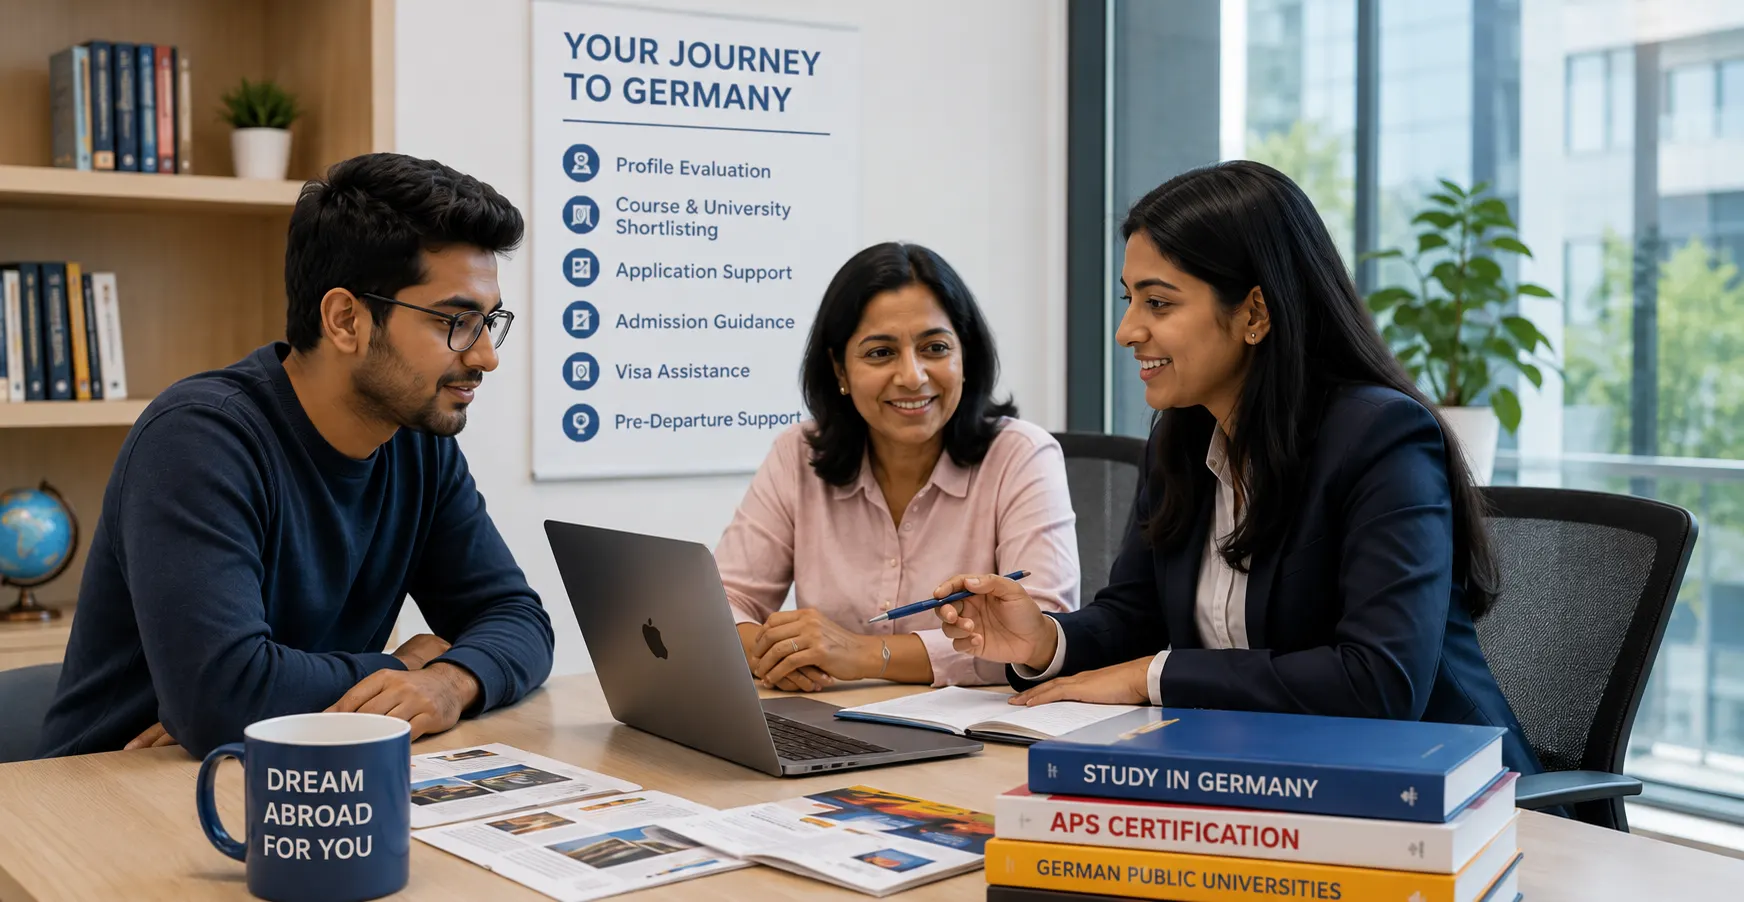 YOUR JOURNEY
TO GERMANY
Profile Evaluation
Course & University
Shortlisting
Application Support
Admission Guidance
Visa Assistance
Pre-Departure Support
DREAM
ABROAD
FOR YOU
STUDY IN GERMANY
APS CERTIFICATION
GERMAN PUBLIC UNIVERSITIES